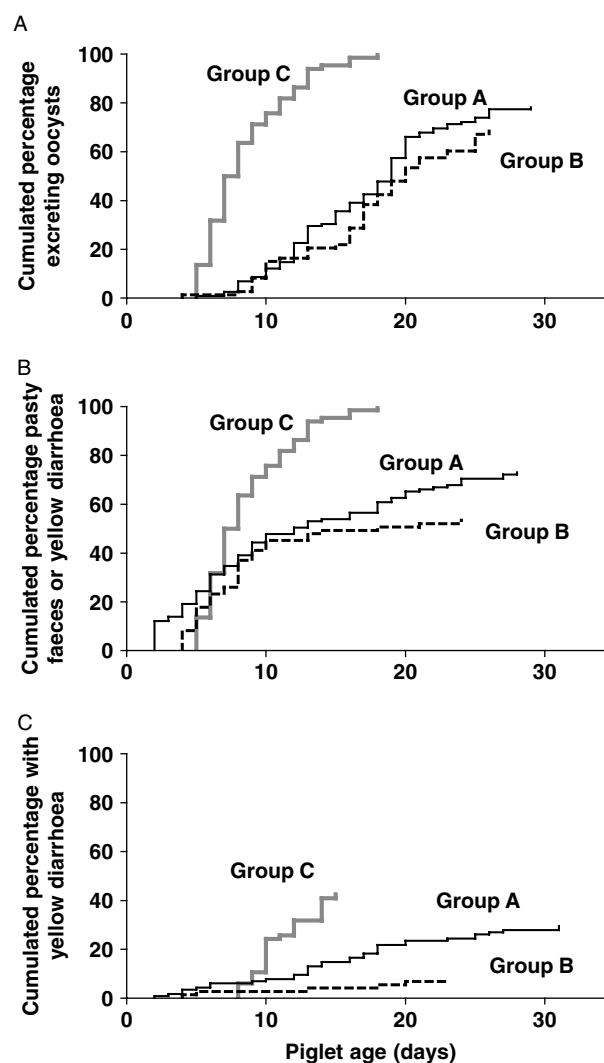 A
Cumulated percentage
excreting oocysts
100
80
60
40
20
0
Group C
Group A
Group B
0
10
20
30
B
Cumulated percentage pasty
faeces or yellow diarrhoea
100
80
60
40
20
0
Group C
Group A
Group B
0
10
20
30
C
Cumulated percentage with
yellow diarrhoea
100
80
60
40
20
0
Group C
Group A
Group B
0
10
20
30
Piglet age (days)